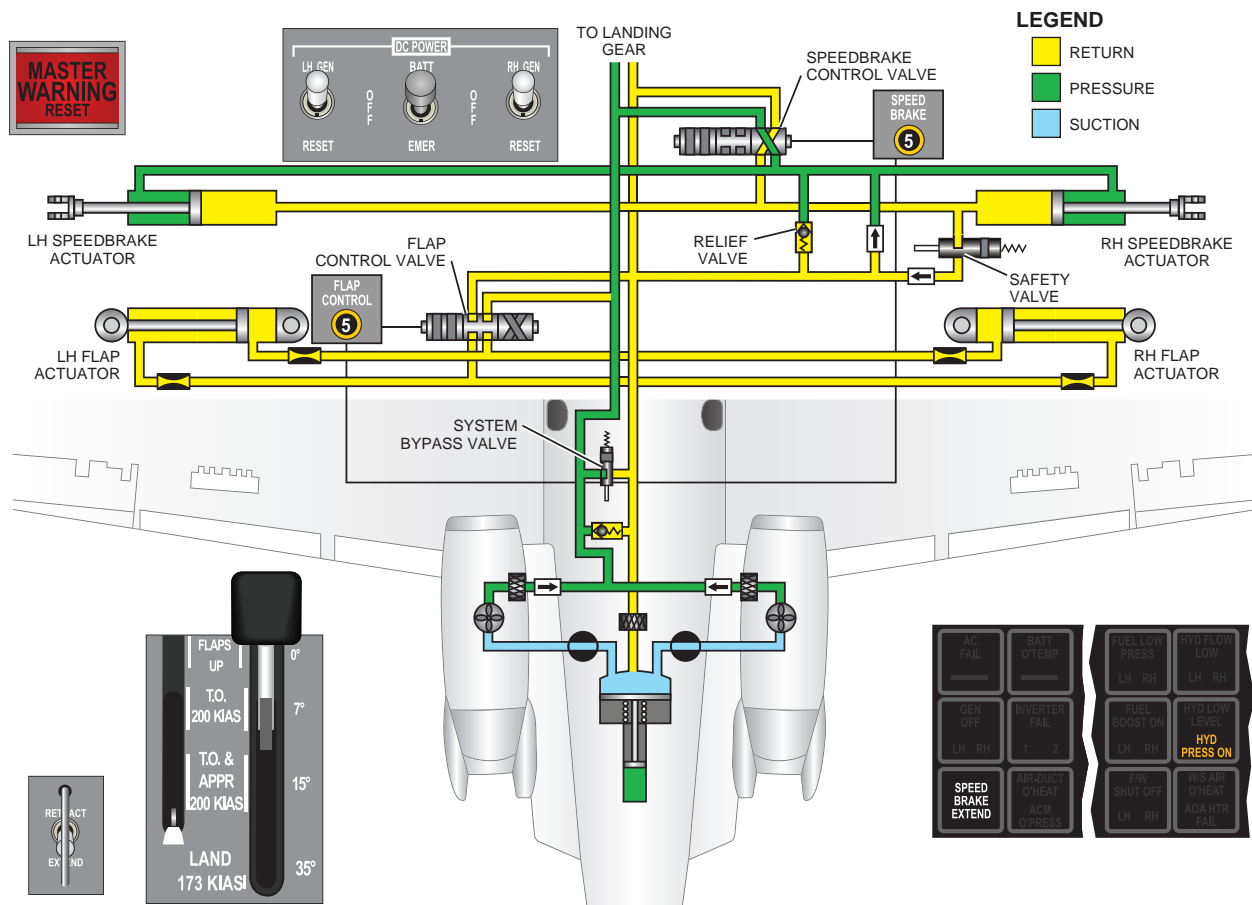 LEGEND
RETURN
PRESSURE
SUCTION
TO LANDING
GEAR
SPEEDBRAKE
CONTROL VALVE
SPEED
BRAKE
5
MASTER
WARNING
RESET
DC POWER
LH GEN
BATT
RH GEN
OFF
OFF
RESET
EMER
RESET
LH SPEEDBRAKE
ACTUATOR
FLAP
CONTROL VALVE
RELIEF
VALVE
SAFETY
VALVE
RH SPEEDBRAKE
ACTUATOR
FLAP
CONTROL
5
LH FLAP
ACTUATOR
RH FLAP
ACTUATOR
SYSTEM
BYPASS VALVE
FLAPS
UP
0°
T.O.
200 KIAS
7°
T.O. &
APPR
200 KIAS
15°
LAND
173 KIAS
35°
RETRACT
EXTEND
AC
FAIL
BATT
O'TEMP
FUEL LOW
PRESS
LH RH
HYD FLOW
LOW
LH RH
GEN
OFF
LH RH
INVERTER
FAIL
1 2
FUEL
BOOST ON
LH RH
HYD LOW
LEVEL
HYD
PRESS ON
SPEED
BRAKE
EXTEND
AIR-DUCT
O'HEAT
ACM
O'PRESS
F/W
SHUT OFF
LH RH
W/S AIR
O'HEAT
AOA HTR
FAIL